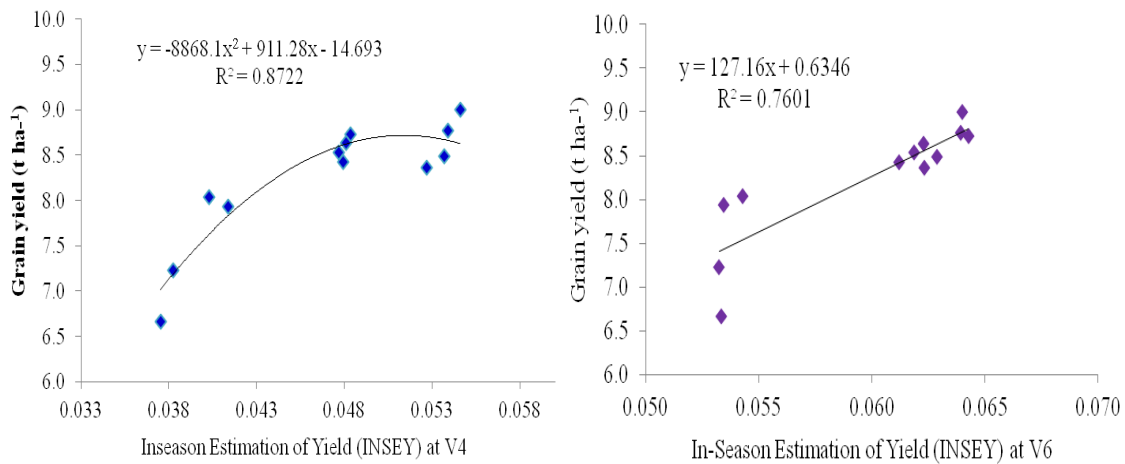 y = -8868.1x² + 911.28x - 14.693
R² = 0.8722
Grain yield (t ha-¹)
10.0
9.5
9.0
8.5
8.0
7.5
7.0
6.5
6.0
0.033 0.038 0.043 0.048 0.053 0.058
Inseason Estimation of Yield (INSEY) at V4
y = 127.16x + 0.6346
R² = 0.7601
Grain yield (t ha-¹)
10.0
9.5
9.0
8.5
8.0
7.5
7.0
6.5
6.0
0.050 0.055 0.060 0.065 0.070
In-Season Estimation of Yield (INSEY) at V6